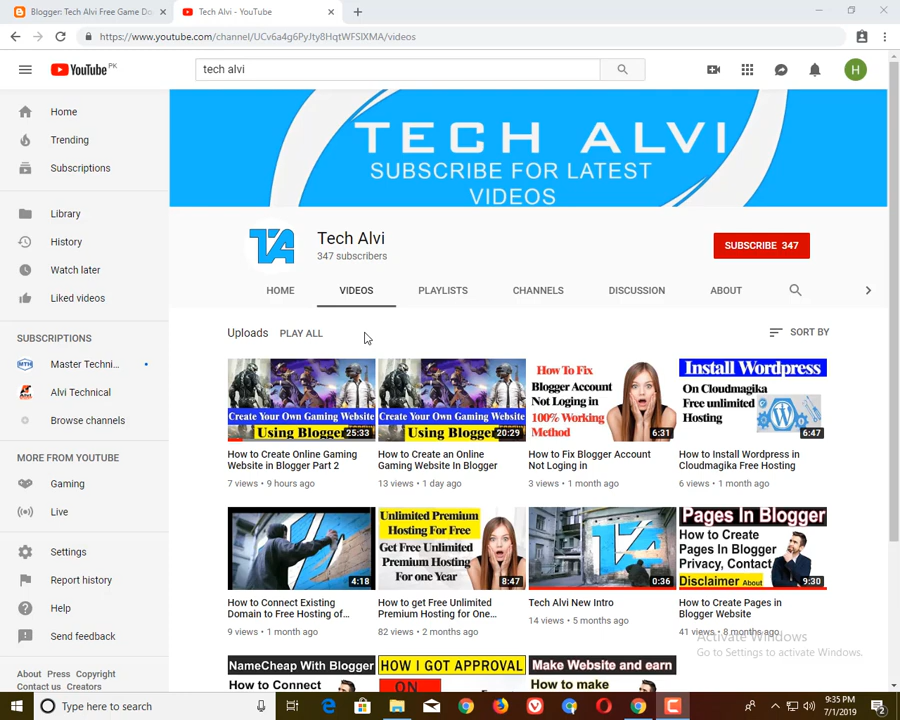 Blogger: Tech Alvi Free Game Do
Tech Alvi - YouTube
https://www.youtube.com/channel/UCv6a4g6PyJty8HqtWFSIXMA/videos
YouTube PK
tech alvi
H
Home
Trending
Subscriptions
Library
History
Watch later
Liked videos
SUBSCRIPTIONS
Master Techni...
Alvi Technical
Browse channels
MORE FROM YOUTUBE
Gaming
Live
Settings
Report history
Help
Send feedback
About Press Copyright
Contact us Creators
TECH ALVI
SUBSCRIBE FOR LATEST
VIDEOS
TA
Tech Alvi
347 subscribers
SUBSCRIBE 347
HOME
VIDEOS
PLAYLISTS
CHANNELS
DISCUSSION
ABOUT
Uploads
PLAY ALL
SORT BY
Create Your Own Gaming Website
Using Blogger
25:33
How to Create Online Gaming
Website in Blogger Part 2
7 views • 9 hours ago
Create Your Own Gaming Website
Using Blogger
20:29
How to Create an Online
Gaming Website In Blogger
13 views • 1 day ago
How To Fix
Blogger Account
Not Loging in
100% Working
Method
6:31
How to Fix Blogger Account
Not Loging in
3 views • 1 month ago
Install Wordpress
On Cloudmagika
Free unlimited
Hosting
6:47
How to Install Wordpress in
Cloudmagika Free Hosting
6 views • 1 month ago
4:18
How to Connect Existing
Domain to Free Hosting of...
9 views • 1 month ago
Unlimited Premium
Hosting For Free
Get Free Unlimited
Premium Hosting
For one Year
8:47
How to get Free Unlimited
Premium Hosting for One...
82 views • 2 months ago
TA
0:36
Tech Alvi New Intro
14 views • 5 months ago
Pages In Blogger
How to Create
Pages In Blogger
Privacy, Contact
Disclaimer About
9:30
How to Create Pages in
Blogger Website
41 views • 8 months ago
NameCheap With Blogger
How to Connect
HOW I GOT APPROVAL
ON
Make Website and earn
How to make
Activate Windows
Go to Settings to activate Windows.
Type here to search
9:35 PM
7/1/2019
2